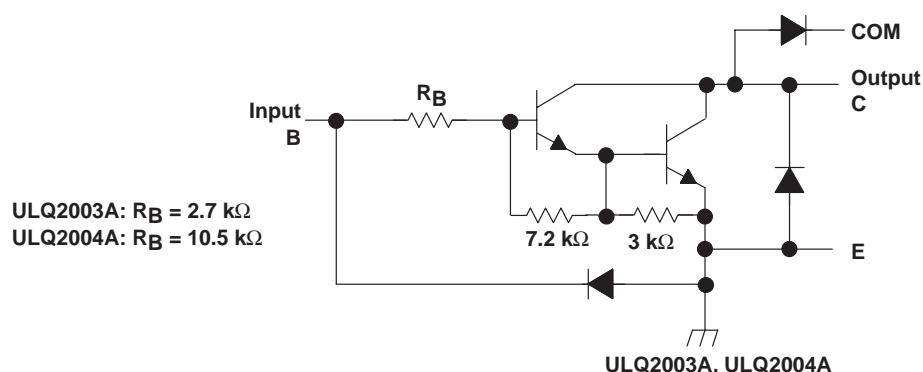 COM
Output
C
Input
B
RB
7.2 kΩ
3 kΩ
E
ULQ2003A: RB = 2.7 kΩ
ULQ2004A: RB = 10.5 kΩ
ULQ2003A, ULQ2004A